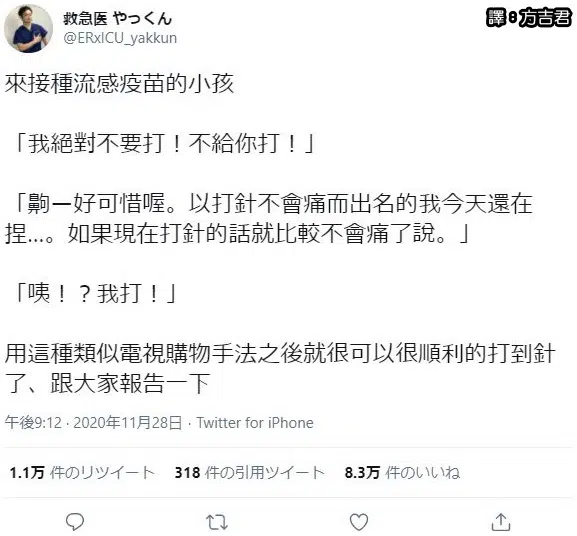 救急医 やっくん
@ERxICU_yakkun
譯8方吉君
來接種流感疫苗的小孩
「我絕對不要打！不給你打！」
「齁—好可惜喔。以打針不會痛而出名的我今天還在
捏…。如果現在打針的話就比較不會痛了說。」
「咦！？我打！」
用這種類似電視購物手法之後就很可以很順利的打到針
了、跟大家報告一下
午後9:12 · 2020年11月28日 · Twitter for iPhone
1.1万 件のリツイート 318 件の引用ツイート 8.3万 件のいいね